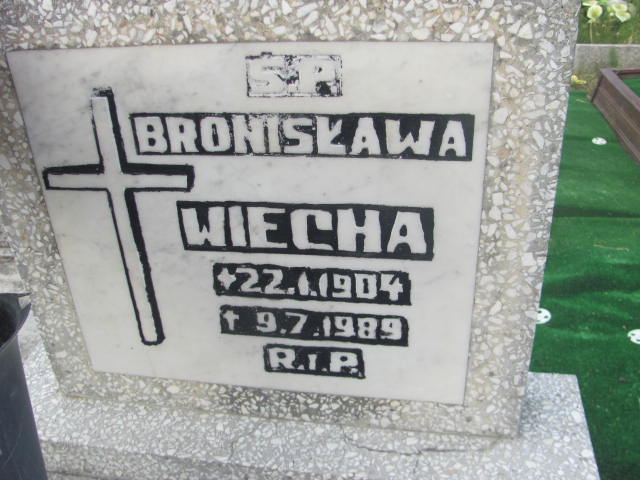 Ś.P.
BRONISŁAWA
WIECHA
+22.1.1904
†9.7.1989
R.I.P.